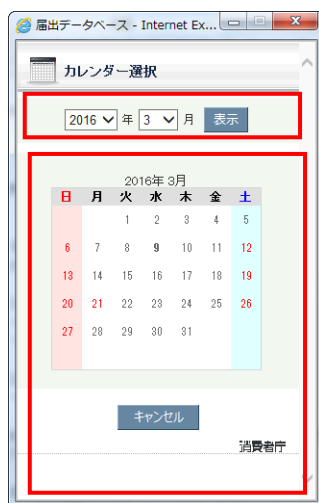 届出データベース - Internet Ex...
カレンダー選択
2016 年 3 月 表示
2016年 3月
日 月 火 水 木 金 土
1 2 3 4 5
6 7 8 9 10 11 12
13 14 15 16 17 18 19
20 21 22 23 24 25 26
27 28 29 30 31
キャンセル
消費者庁